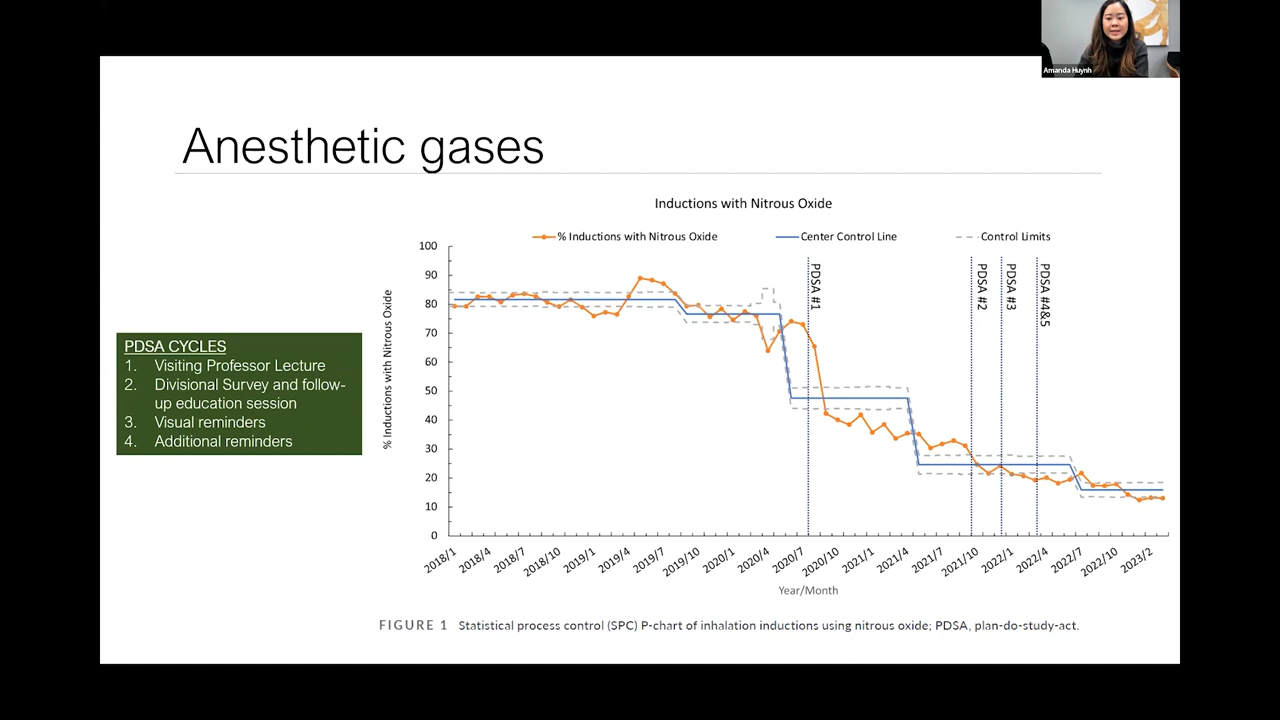 Amanda Huynh
Anesthetic gases
Inductions with Nitrous Oxide
% Inductions with Nitrous Oxide
Center Control Line
Control Limits
100
90
80
70
60
50
40
30
20
10
0
% Inductions with Nitrous Oxide
PDSA #1
PDSA #2
PDSA #3
PDSA #4&5
2018/1
2018/4
2018/7
2018/10
2019/1
2019/4
2019/7
2019/10
2020/1
2020/4
2020/7
2020/10
2021/1
2021/4
2021/7
2021/10
2022/1
2022/4
2022/7
2022/10
2023/2
Year/Month
PDSA CYCLES
1. Visiting Professor Lecture
2. Divisional Survey and follow-
up education session
3. Visual reminders
4. Additional reminders
FIGURE 1 Statistical process control (SPC) P-chart of inhalation inductions using nitrous oxide; PDSA, plan-do-study-act.